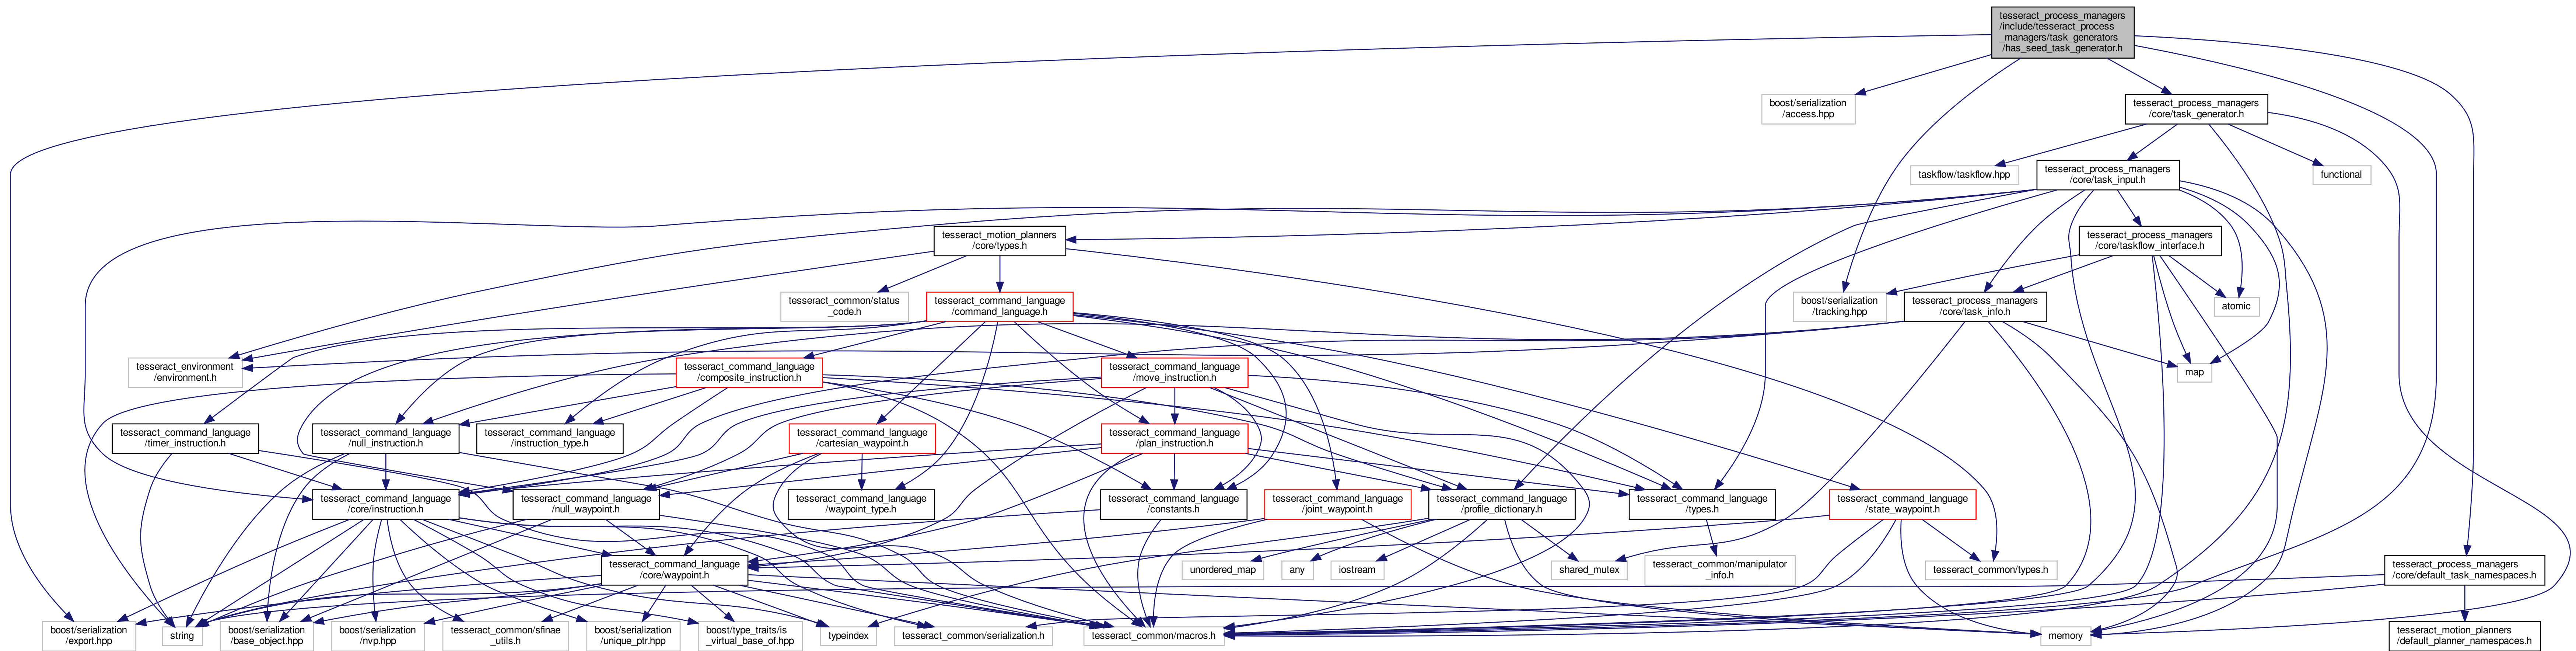 tesseract_process_managers
/include/tesseract_process
_managers/task_generators
/has_seed_task_generator.h
boost/serialization
/access.hpp
tesseract_process_managers
/core/task_generator.h
taskflow/taskflow.hpp
tesseract_process_managers
/core/task_input.h
functional
tesseract_motion_planners
/core/types.h
tesseract_process_managers
/core/taskflow_interface.h
tesseract_common/status
_code.h
tesseract_command_language
/command_language.h
boost/serialization
/tracking.hpp
tesseract_process_managers
/core/task_info.h
atomic
tesseract_environment
/environment.h
tesseract_command_language
/composite_instruction.h
tesseract_command_language
/move_instruction.h
map
tesseract_command_language
/timer_instruction.h
tesseract_command_language
/null_instruction.h
tesseract_command_language
/instruction_type.h
tesseract_command_language
/cartesian_waypoint.h
tesseract_command_language
/plan_instruction.h
tesseract_command_language
/core/instruction.h
tesseract_command_language
/null_waypoint.h
tesseract_command_language
/waypoint_type.h
tesseract_command_language
/constants.h
tesseract_command_language
/joint_waypoint.h
tesseract_command_language
/profile_dictionary.h
tesseract_command_language
/types.h
tesseract_command_language
/state_waypoint.h
tesseract_command_language
/core/waypoint.h
unordered_map
any
iostream
shared_mutex
tesseract_common/manipulator
_info.h
tesseract_common/types.h
tesseract_process_managers
/core/default_task_namespaces.h
boost/serialization
/export.hpp
string
boost/serialization
/base_object.hpp
boost/serialization
/nvp.hpp
tesseract_common/sfinae
_utils.h
boost/serialization
/unique_ptr.hpp
boost/type_traits/is
_virtual_base_of.hpp
typeindex
tesseract_common/serialization.h
tesseract_common/macros.h
memory
tesseract_motion_planners
/default_planner_namespaces.h